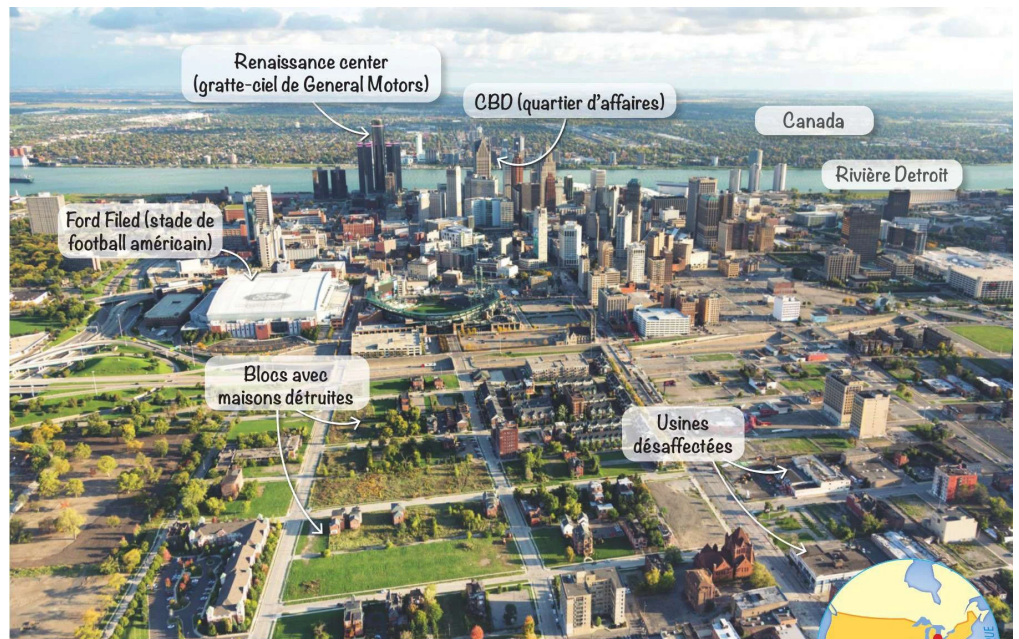 Renaissance center
(gratte-ciel de General Motors)
CBD (quartier d'affaires)
Canada
Rivière Detroit
Ford Filed (stade de
football américain)
Blocs avec
maisons détruites
Usines
désaffectées